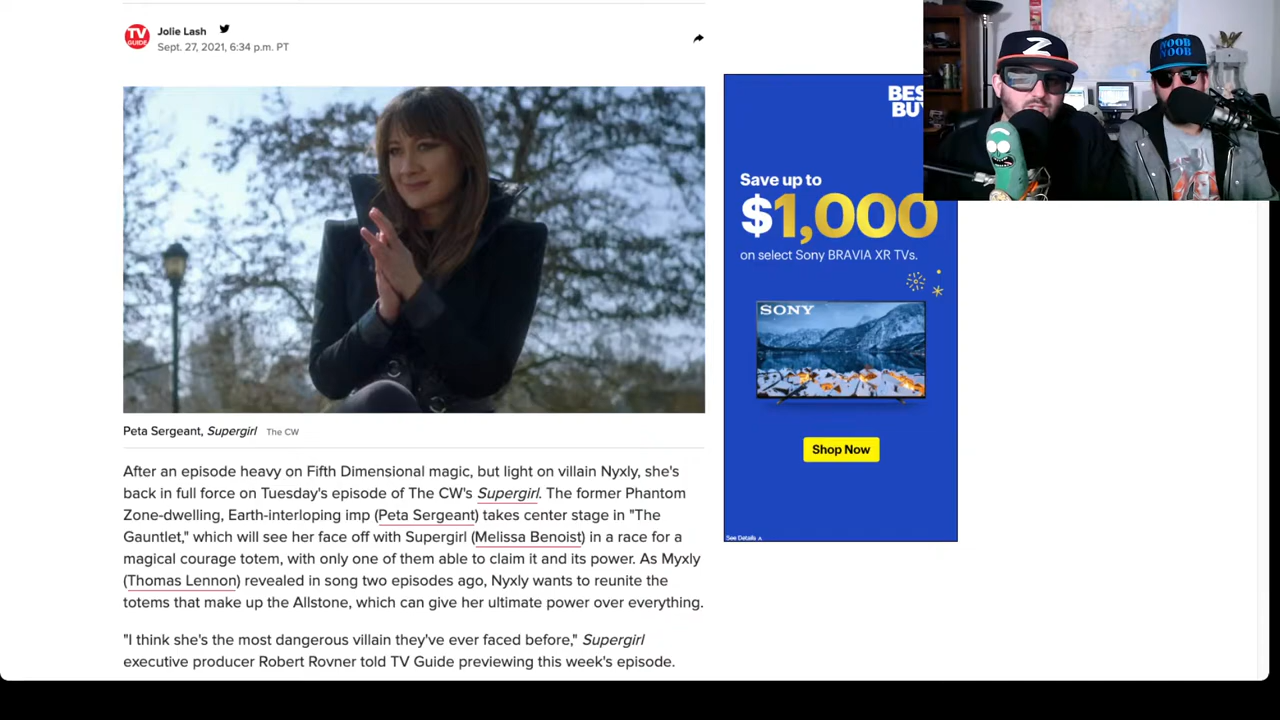 TV
GUIDE
Jolie Lash
Sept. 27, 2021, 6:34 p.m. PT
Peta Sergeant, Supergirl The CW
After an episode heavy on Fifth Dimensional magic, but light on villain Nyxly, she's
back in full force on Tuesday's episode of The CW's Supergirl. The former Phantom
Zone-dwelling, Earth-interloping imp (Peta Sergeant) takes center stage in "The
Gauntlet," which will see her face off with Supergirl (Melissa Benoist) in a race for a
magical courage totem, with only one of them able to claim it and its power. As Myxly
(Thomas Lennon) revealed in song two episodes ago, Nyxly wants to reunite the
totems that make up the Allstone, which can give her ultimate power over everything.
"I think she's the most dangerous villain they've ever faced before," Supergirl
executive producer Robert Rovner told TV Guide previewing this week's episode.
BES
BU
Save up to
$1,000
on select Sony BRAVIA XR TVs.
SONY
Shop Now
See Details
Z
NOOB
NOOB